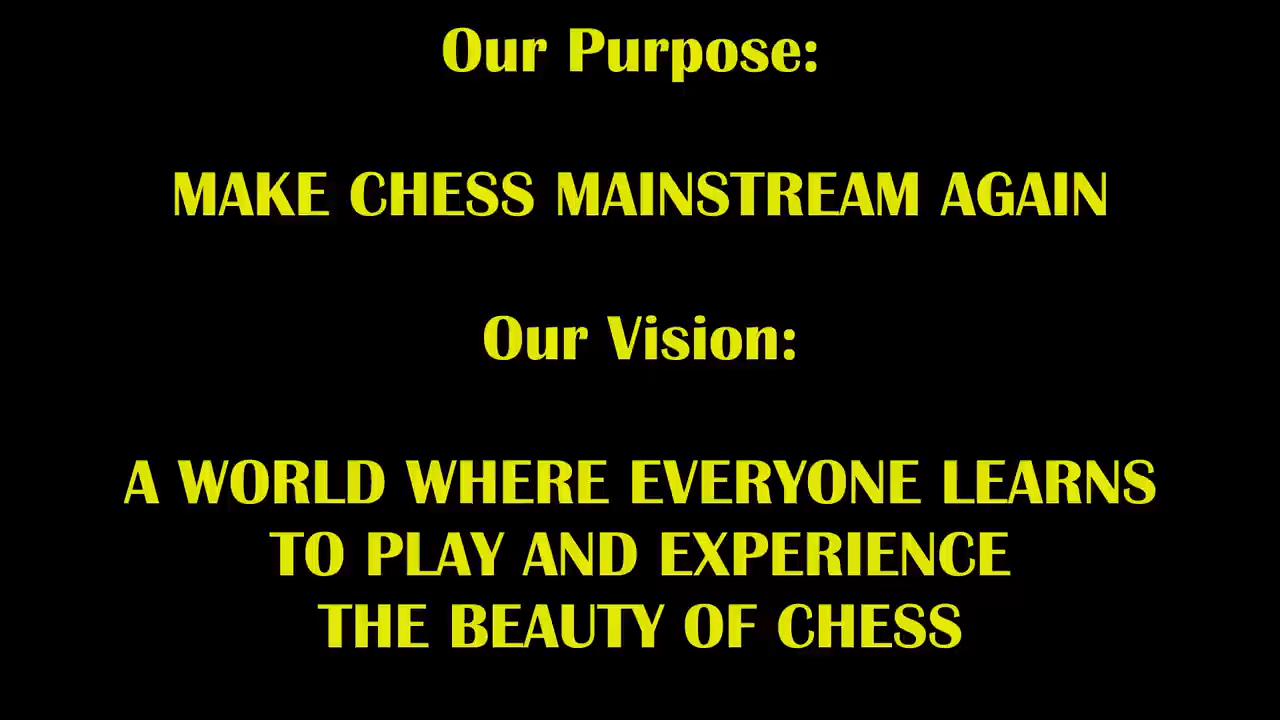 Our Purpose:
MAKE CHESS MAINSTREAM AGAIN
Our Vision:
A WORLD WHERE EVERYONE LEARNS
TO PLAY AND EXPERIENCE
THE BEAUTY OF CHESS